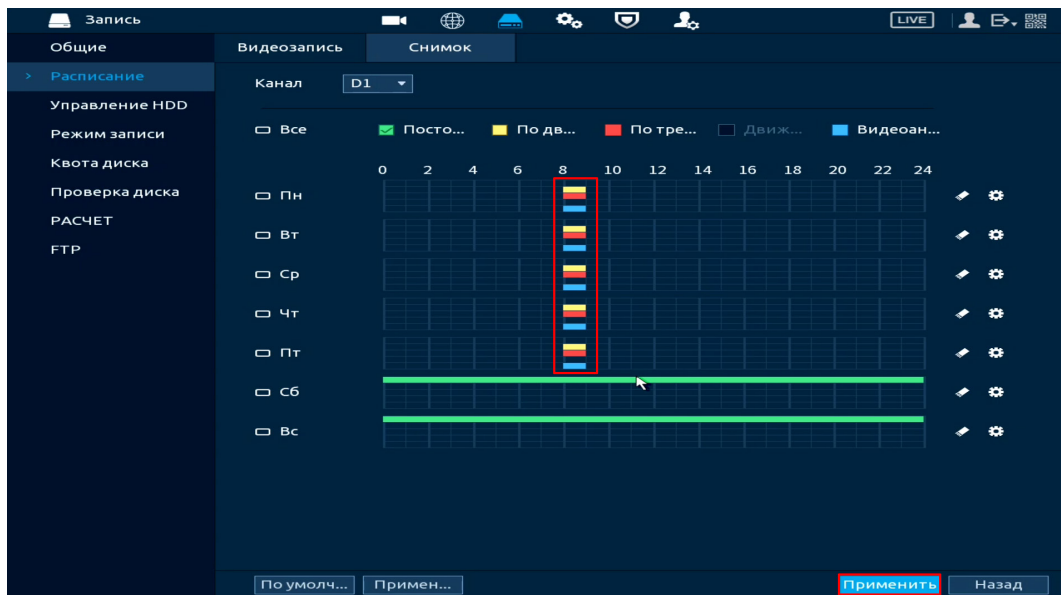 Запись LIVE
Общие
Расписание
Управление HDD
Режим записи
Квота диска
Проверка диска
РАСЧЕТ
FTP
Видеозапись Снимок
Канал D1
Все Посто... По дв... По тре... Движ... Видеоан...
0 2 4 6 8 10 12 14 16 18 20 22 24
Пн
Вт
Ср
Чт
Пт
Сб
Вс
По умолч... Примен... Применить Назад